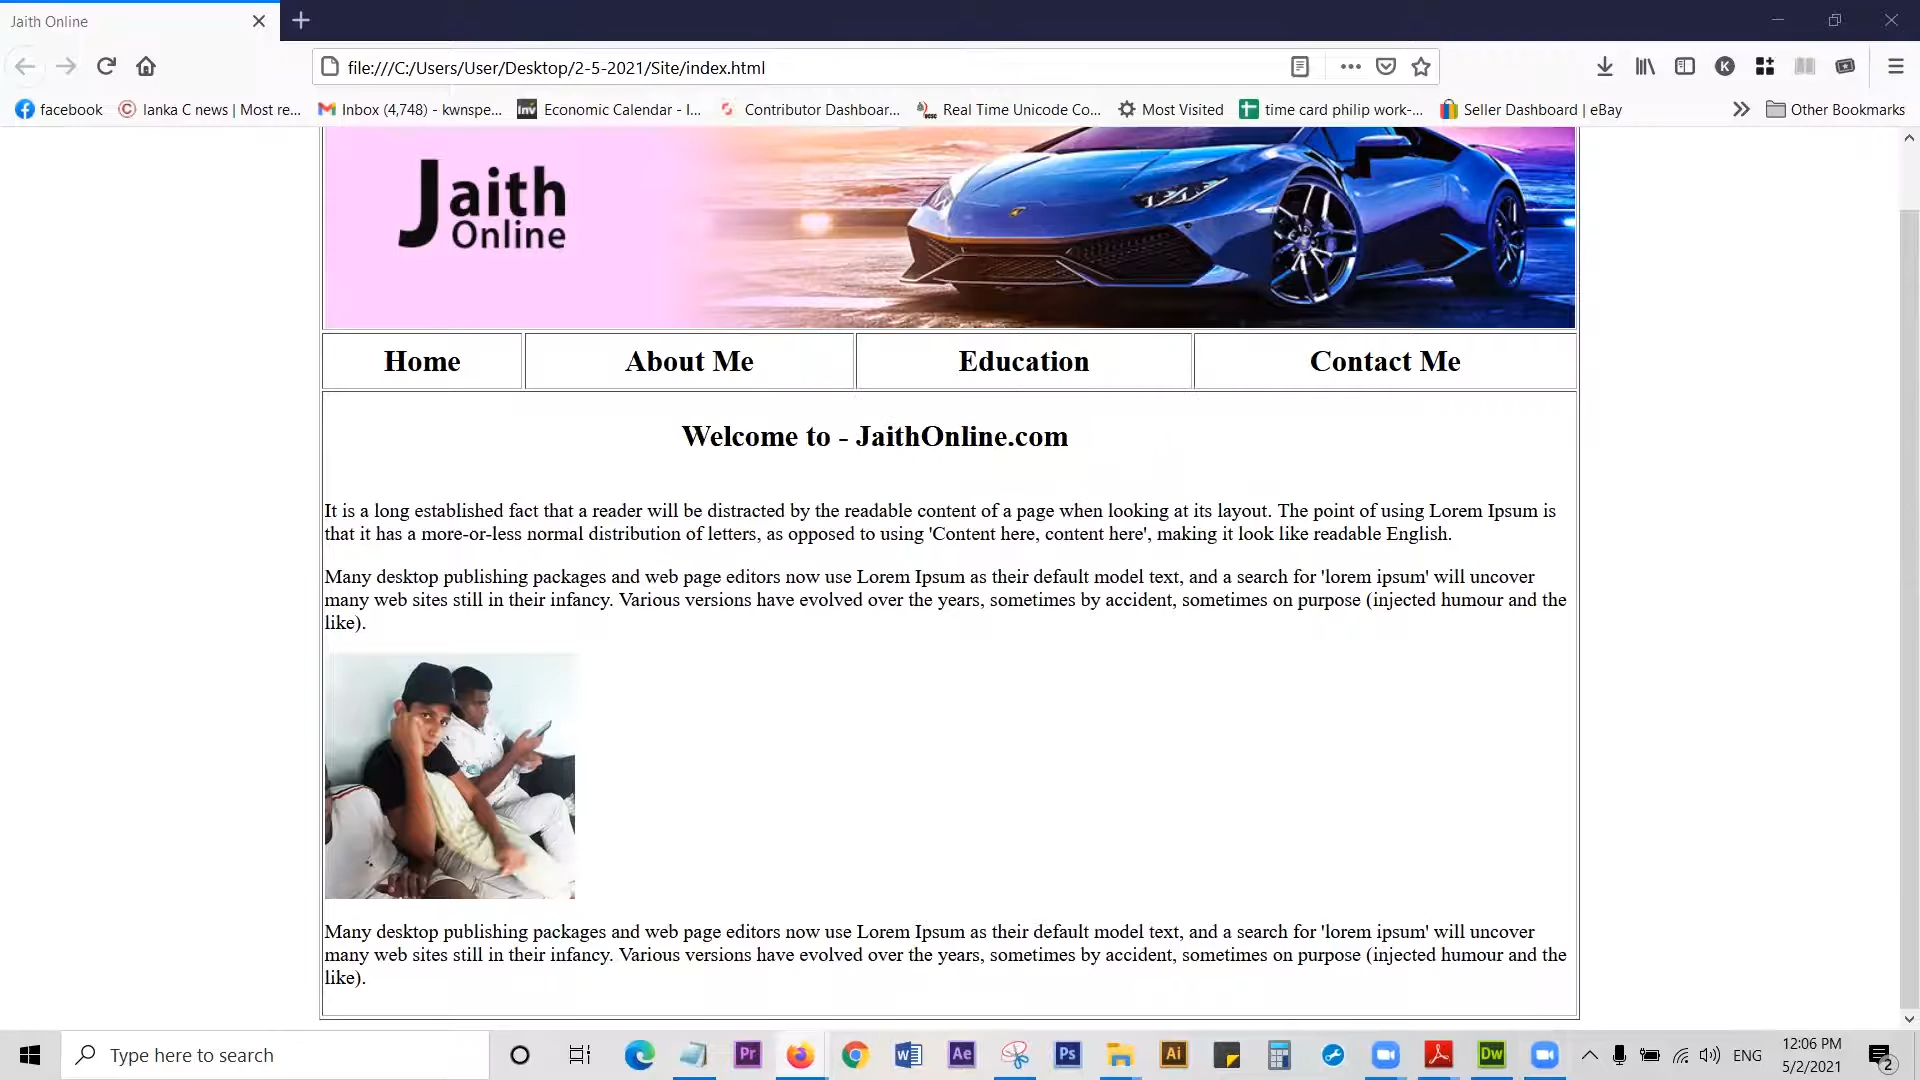 Jaith Online
file:///C:/Users/User/Desktop/2-5-2021/Site/index.html
facebook
lanka C news | Most re...
Inbox (4,748) - kwnspe...
Inv
Economic Calendar - I...
Contributor Dashboar...
Real Time Unicode Co...
Most Visited
time card philip work-...
Seller Dashboard | eBay
Other Bookmarks
K
Jaith
Online
Home
About Me
Education
Contact Me
Welcome to - JaithOnline.com
It is a long established fact that a reader will be distracted by the readable content of a page when looking at its layout. The point of using Lorem Ipsum is
that it has a more-or-less normal distribution of letters, as opposed to using 'Content here, content here', making it look like readable English.
Many desktop publishing packages and web page editors now use Lorem Ipsum as their default model text, and a search for 'lorem ipsum' will uncover
many web sites still in their infancy. Various versions have evolved over the years, sometimes by accident, sometimes on purpose (injected humour and the
like).
Many desktop publishing packages and web page editors now use Lorem Ipsum as their default model text, and a search for 'lorem ipsum' will uncover
many web sites still in their infancy. Various versions have evolved over the years, sometimes by accident, sometimes on purpose (injected humour and the
like).
Type here to search
Pr
W
Ae
Ps
Ai
Dw
ENG
12:06 PM
5/2/2021
2